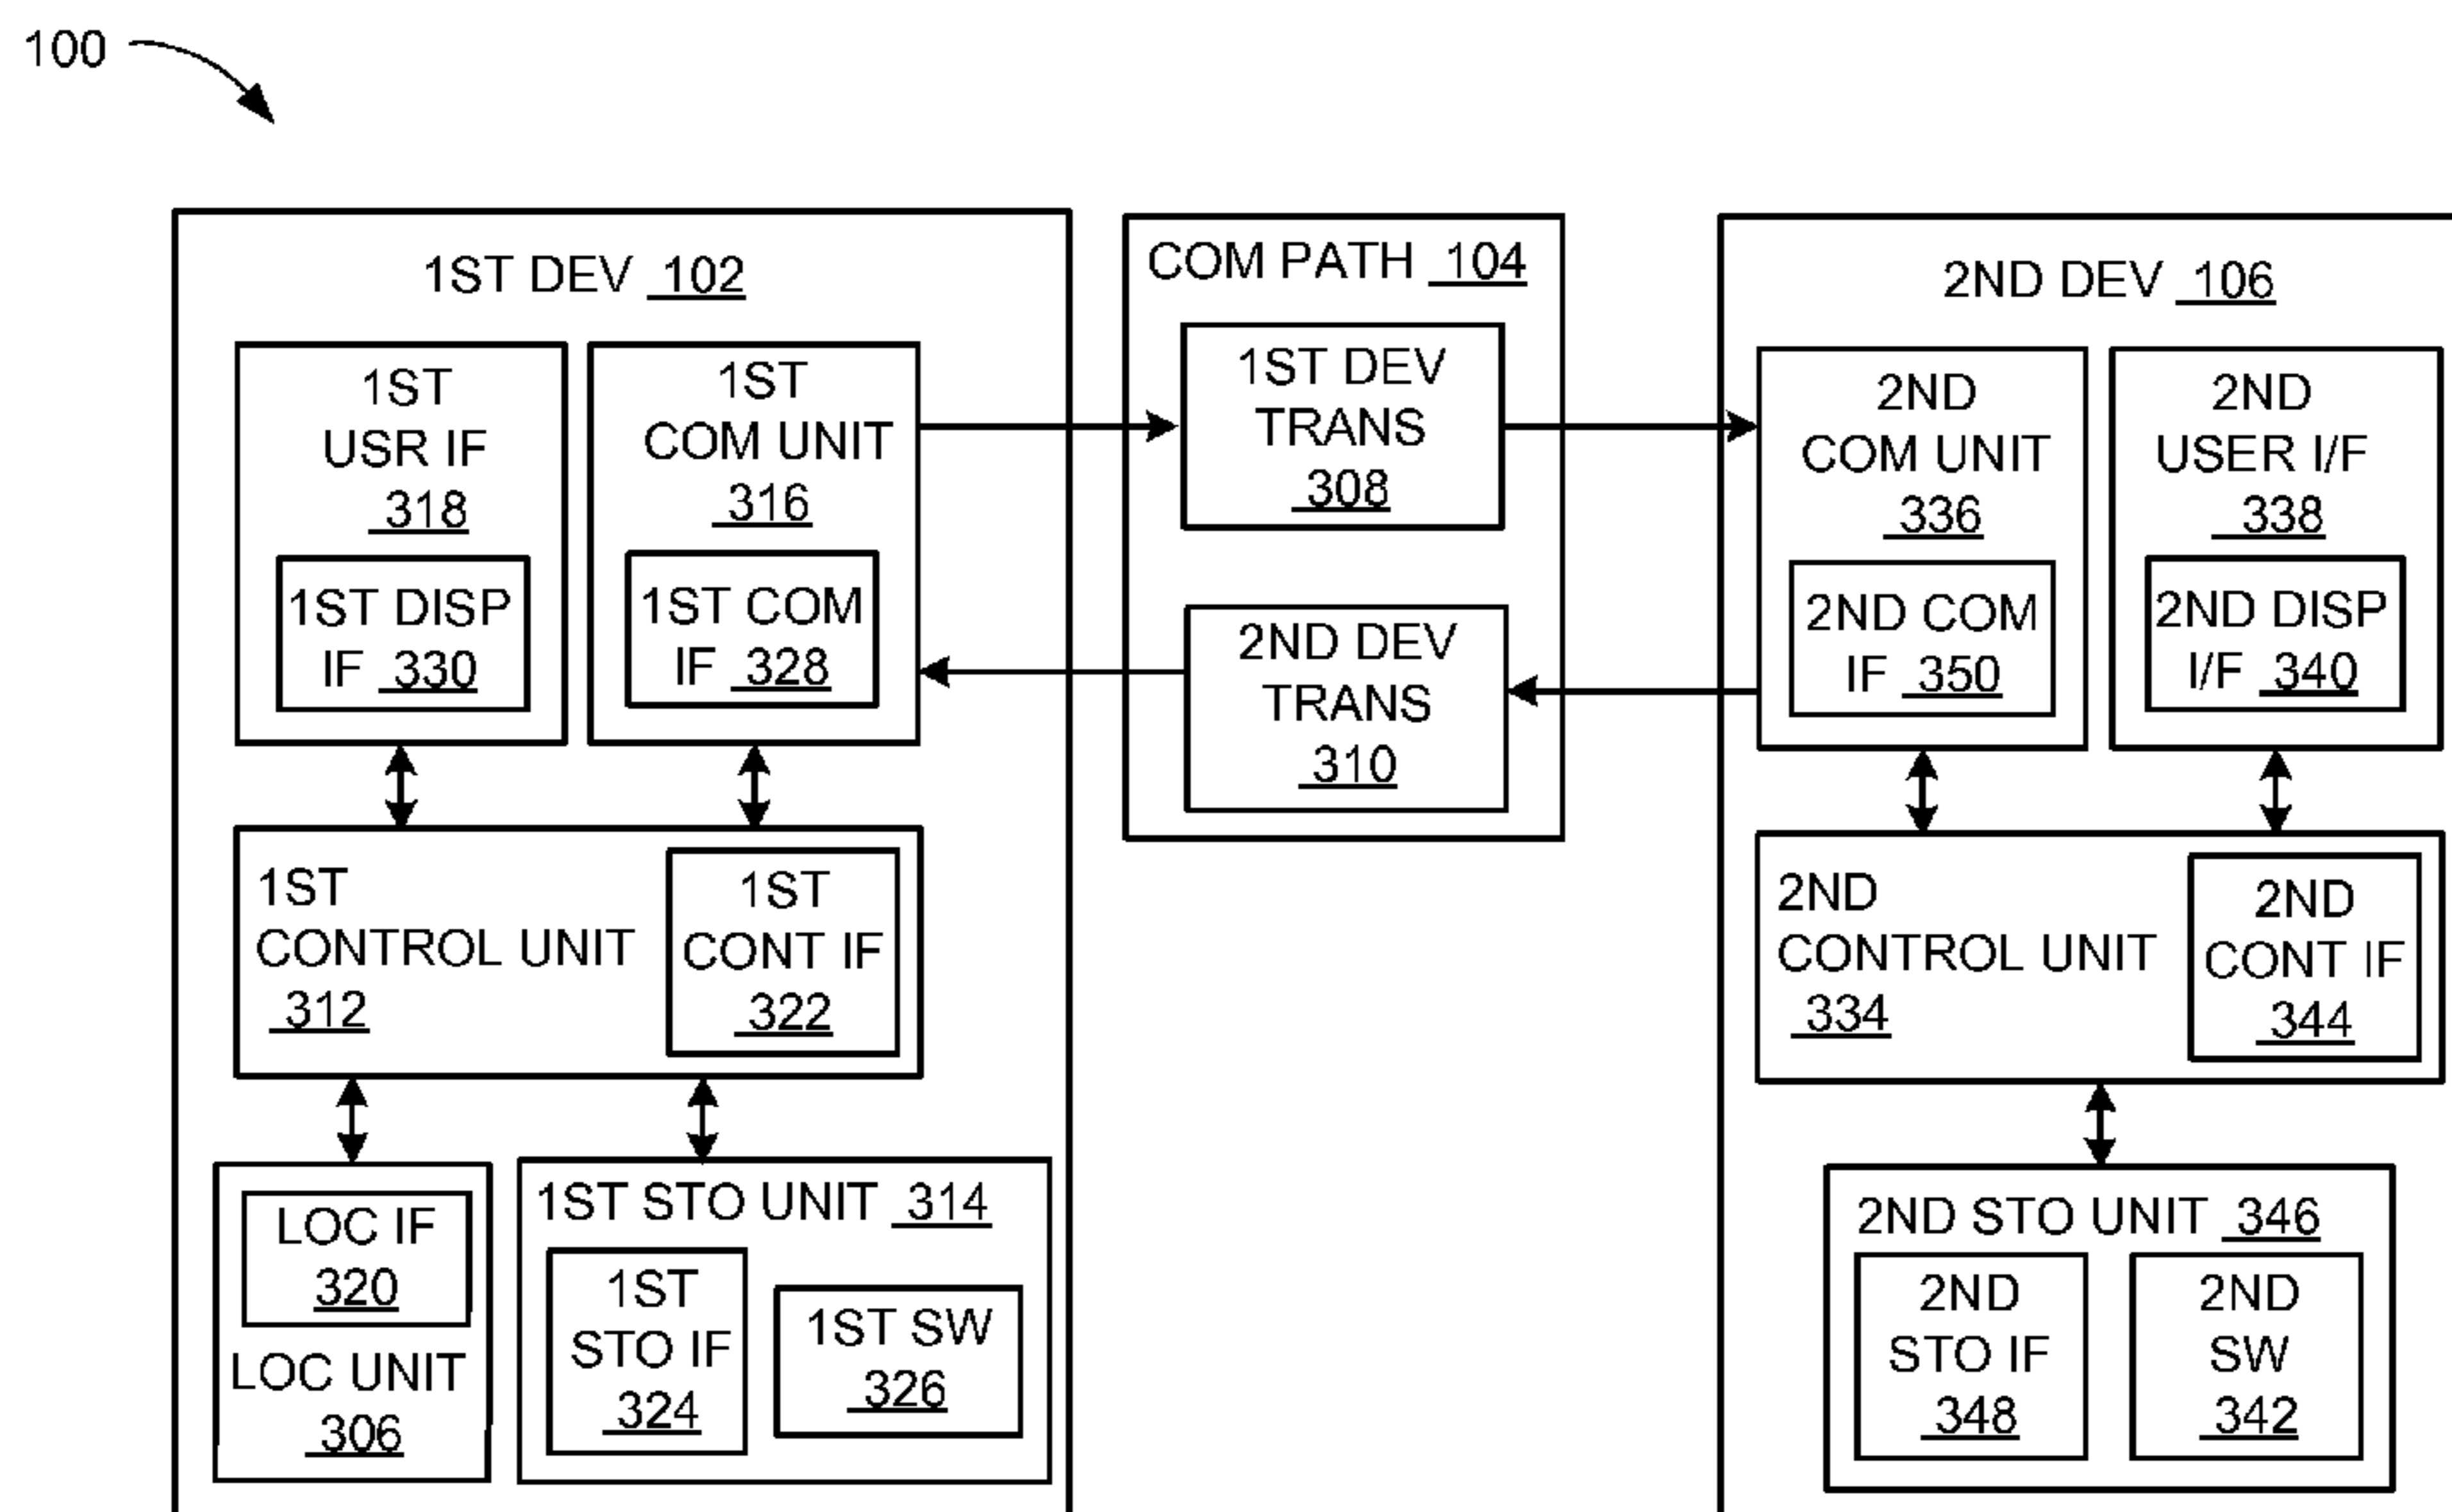 100
1ST DEV 102
1ST
USR IF
318
1ST DISP
IF 330
1ST
COM UNIT
316
1ST COM
IF 328
1ST
CONTROL UNIT
312
1ST
CONT IF
322
LOC IF
320
LOC UNIT
306
1ST STO UNIT 314
1ST
STO IF
324
1ST SW
326
COM PATH 104
1ST DEV
TRANS
308
2ND DEV
TRANS
310
2ND DEV 106
2ND
COM UNIT
336
2ND COM
IF 350
2ND
USER I/F
338
2ND DISP
I/F 340
2ND
CONTROL UNIT
334
2ND
CONT IF
344
2ND STO UNIT 346
2ND
STO IF
348
2ND
SW
342